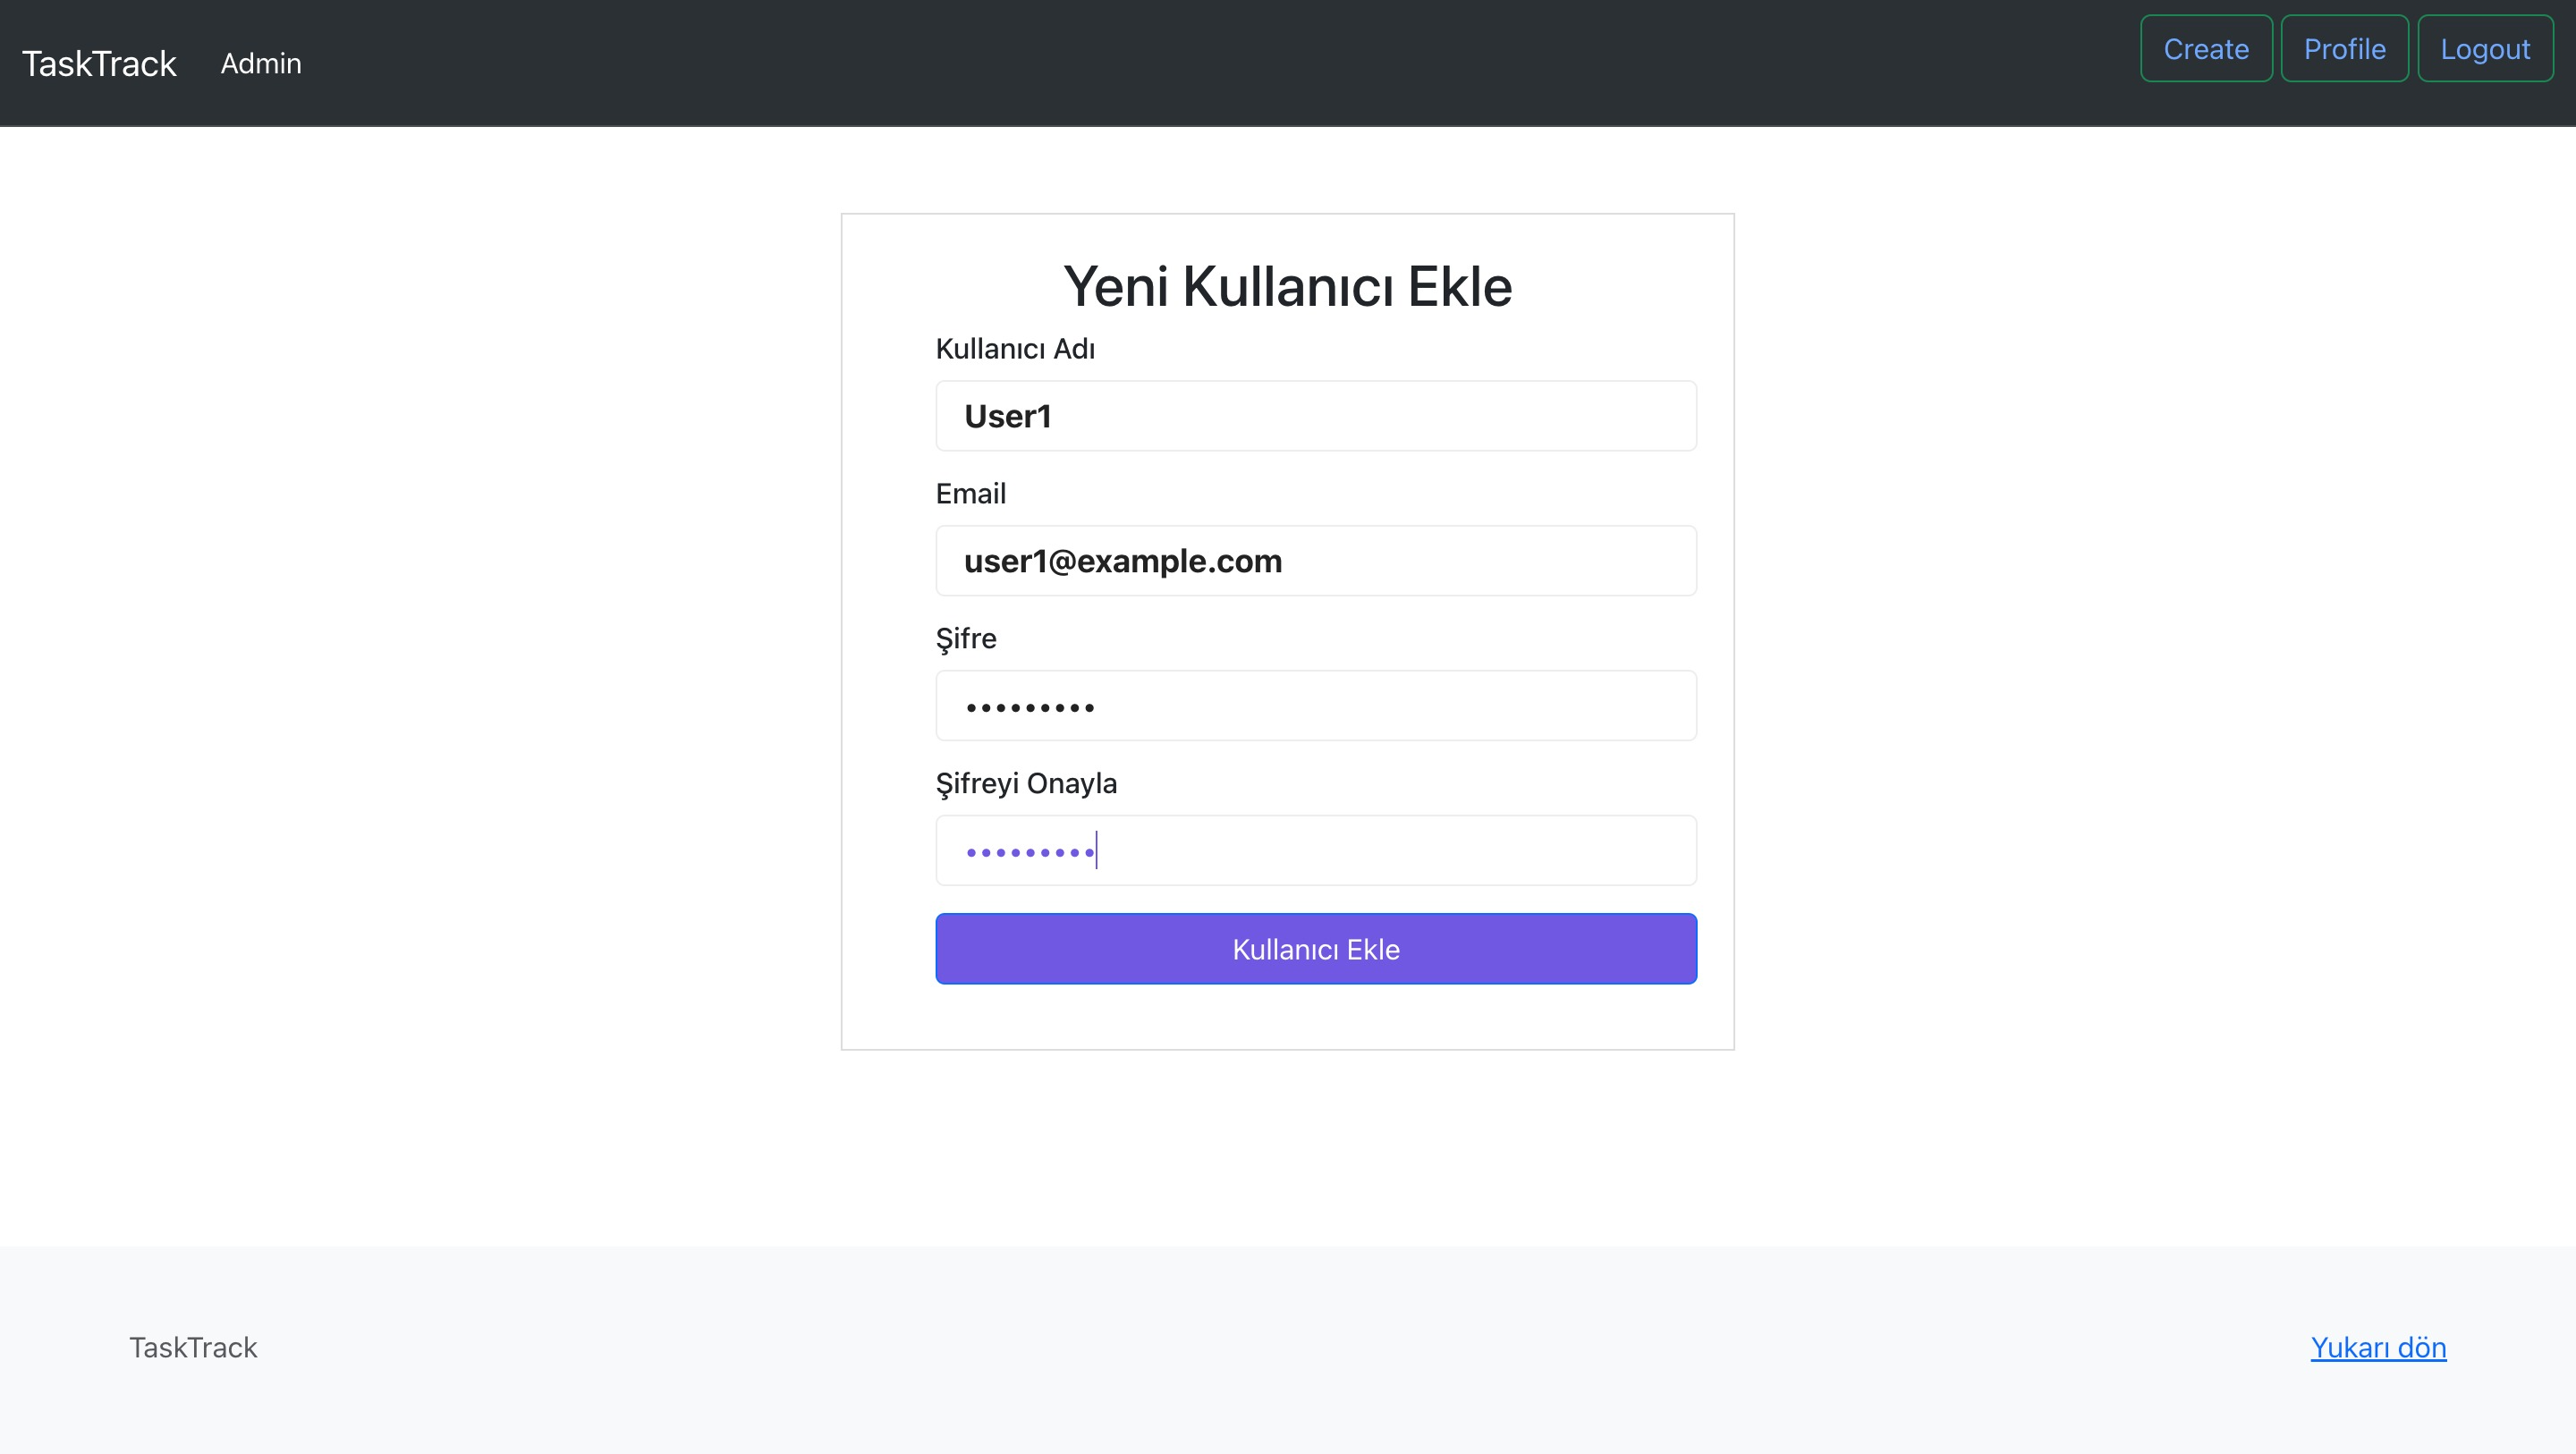 TaskTrack Admin Create Profile Logout
Yeni Kullanıcı Ekle
Kullanıcı Adı
User1
Email
user1@example.com
Şifre
•••••••••
Şifreyi Onayla
•••••••••
Kullanıcı Ekle
TaskTrack Yukarı dön